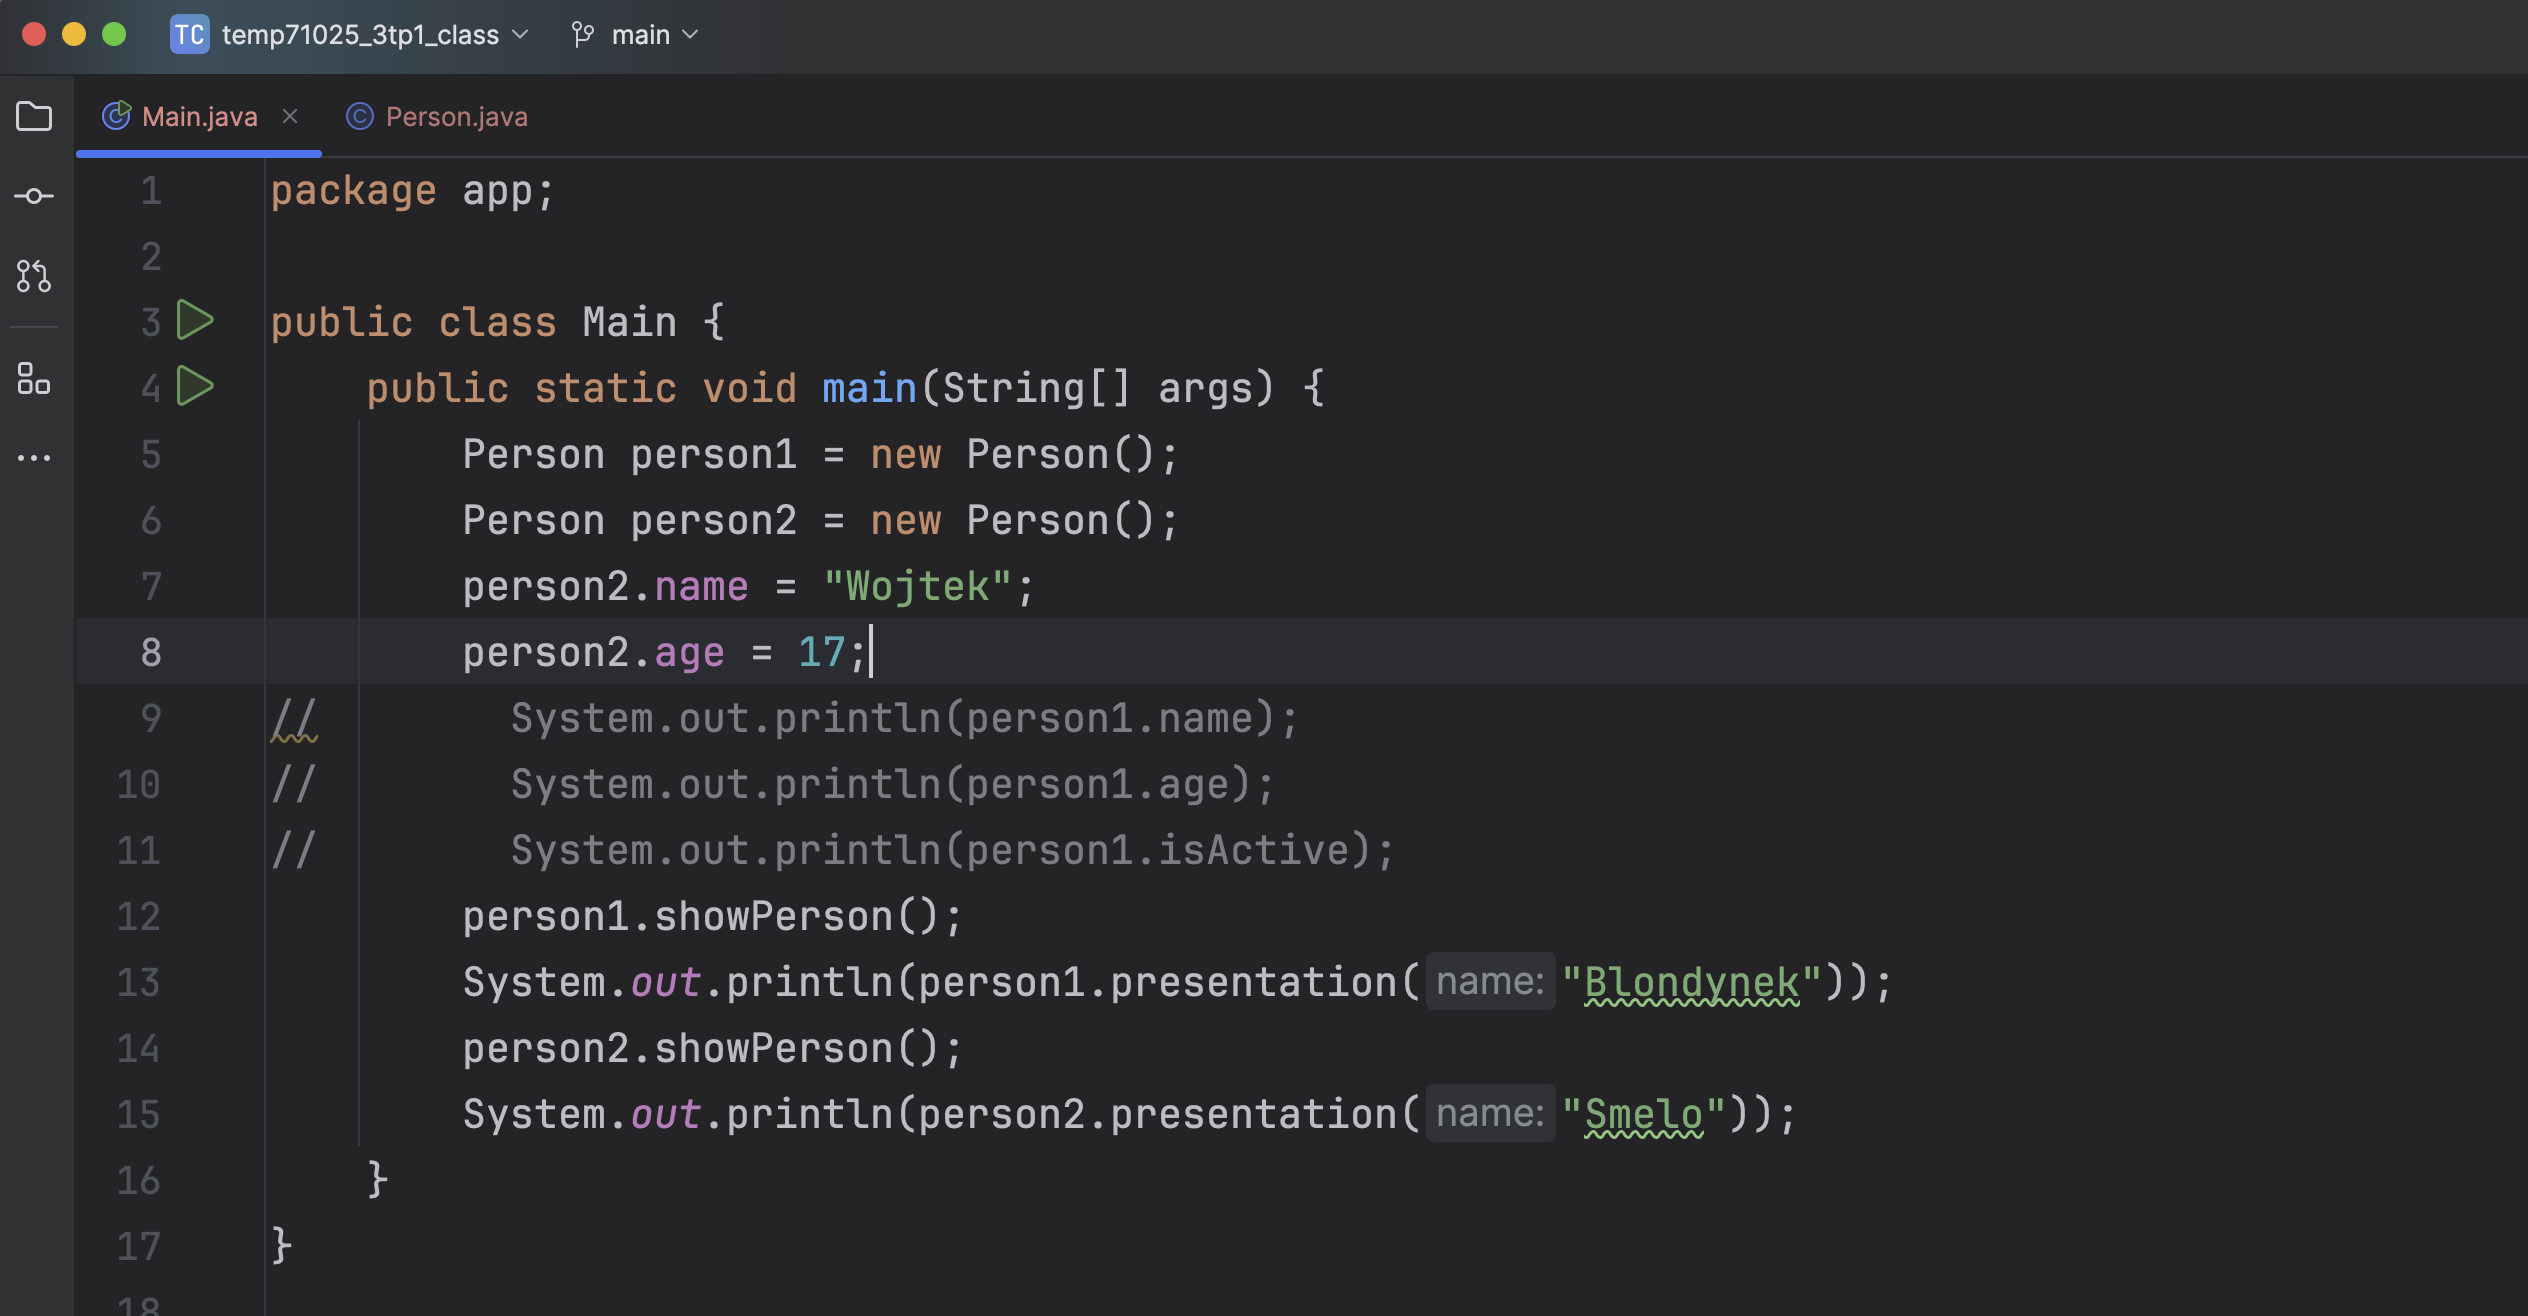 TC temp71025_3tp1_class main
Main.java Person.java
1 package app;
2
3 public class Main {
4 public static void main(String[] args) {
5 Person person1 = new Person();
6 Person person2 = new Person();
7 person2.name = "Wojtek";
8 person2.age = 17;
9 // System.out.println(person1.name);
10 // System.out.println(person1.age);
11 // System.out.println(person1.isActive);
12 person1.showPerson();
13 System.out.println(person1.presentation( name: "Blondynek"));
14 person2.showPerson();
15 System.out.println(person2.presentation( name: "Smelo"));
16 }
17 }
18